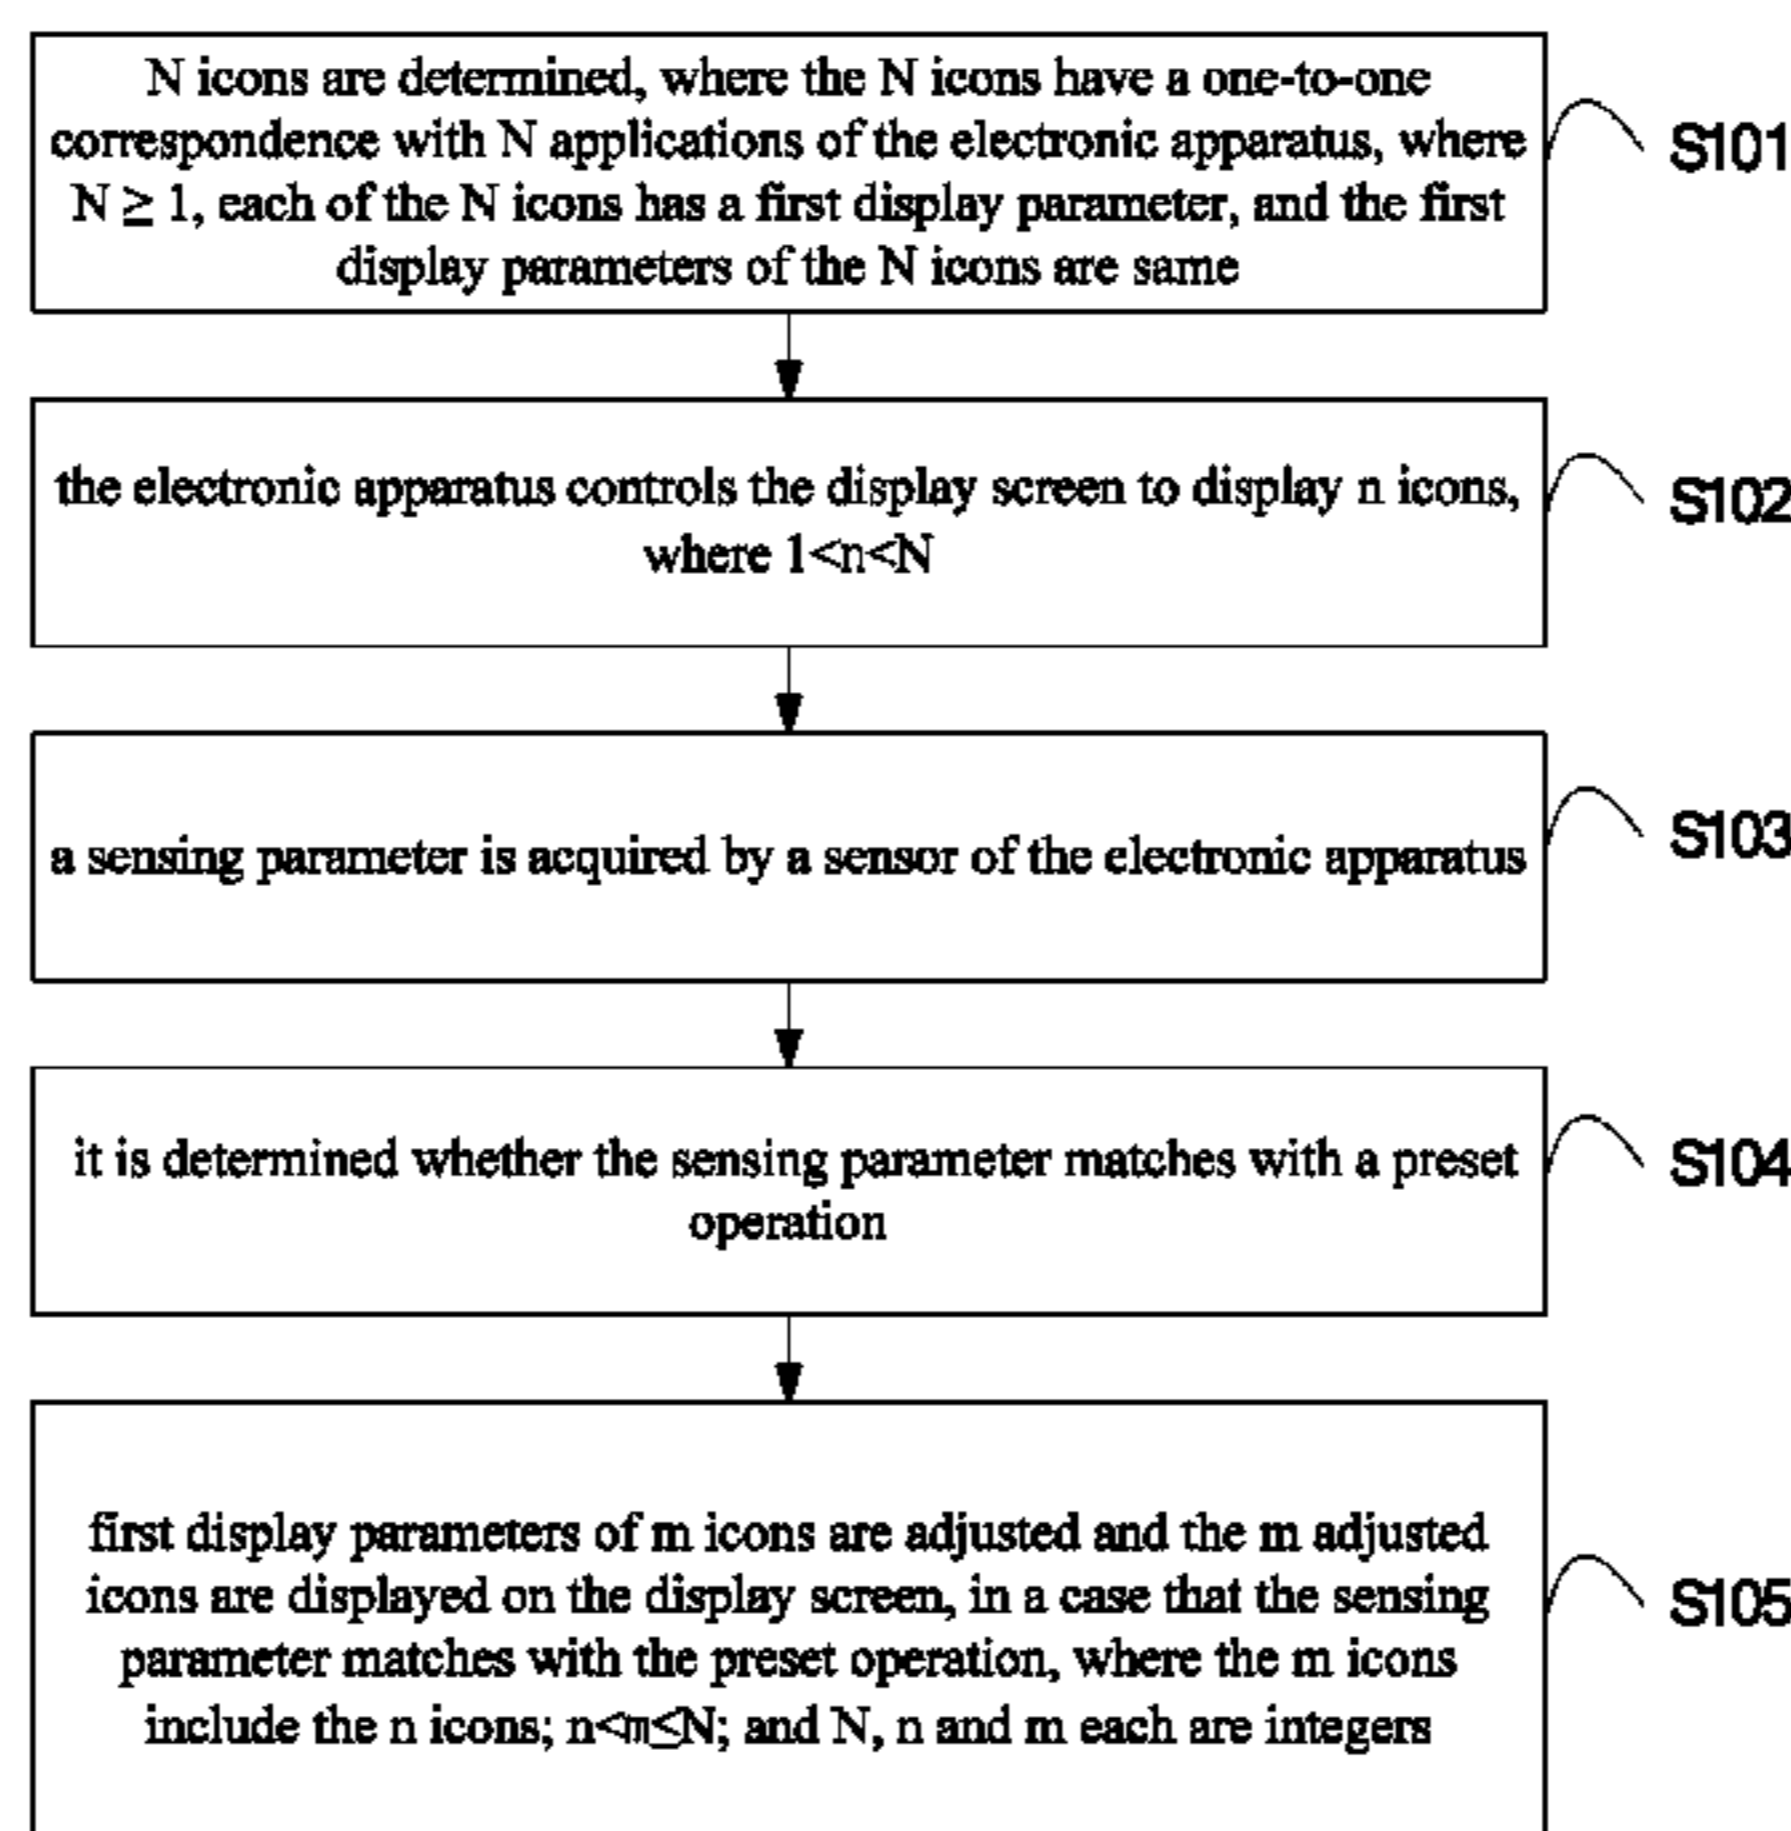 N icons are determined, where the N icons have a one-to-one
correspondence with N applications of the electronic apparatus, where
N ≥ 1, each of the N icons has a first display parameter, and the first
display parameters of the N icons are same
S101
the electronic apparatus controls the display screen to display n icons,
where 1<n<N
S102
a sensing parameter is acquired by a sensor of the electronic apparatus
S103
it is determined whether the sensing parameter matches with a preset
operation
S104
first display parameters of m icons are adjusted and the m adjusted
icons are displayed on the display screen, in a case that the sensing
parameter matches with the preset operation, where the m icons
include the n icons; n<m≤N; and N, n and m each are integers
S105